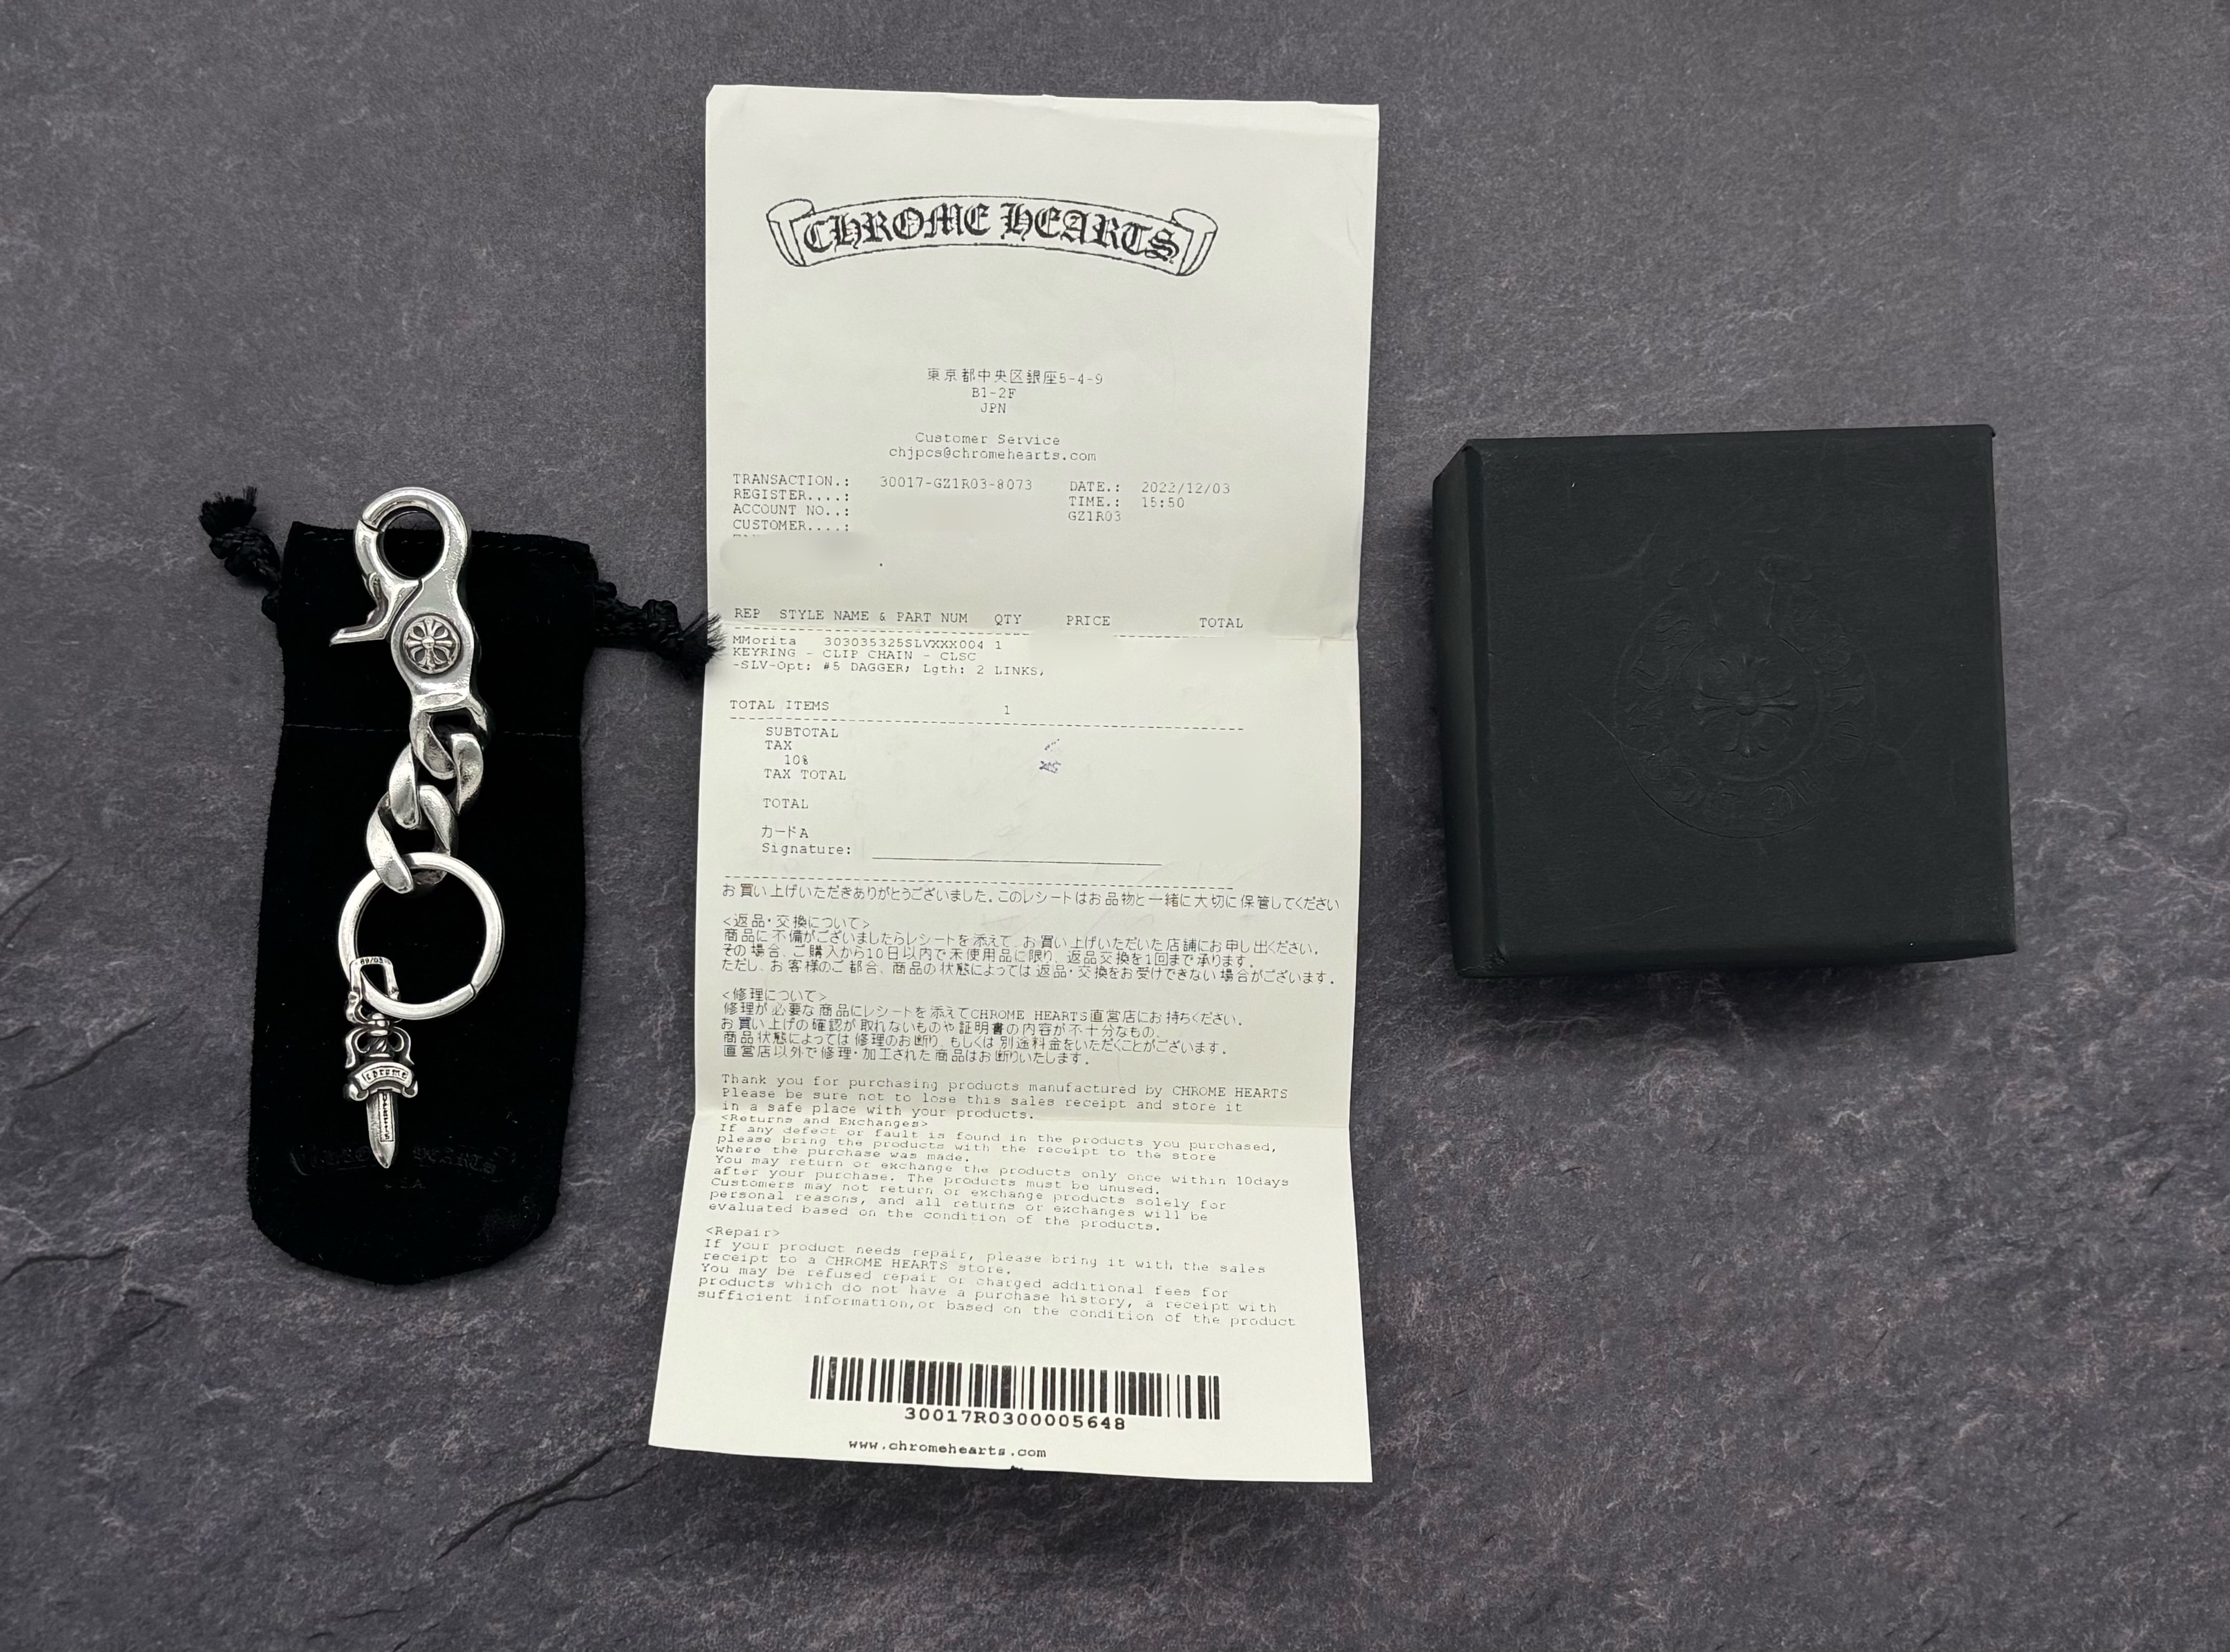 CHROME HEARTS
東京都中央区銀座5-4-9
B1-2F
JPN
Customer Service
chjpcs@chromehearts.com
TRANSACTION.: 30017-GZ1R03-8073 DATE.: 2022/12/03
REGISTER....: TIME.: 15:50
ACCOUNT NO..: GZ1R03
CUSTOMER....:
REP STYLE NAME & PART NUM QTY PRICE TOTAL
MMorita 303035325SLVXXX004 1
KEYRING - CLIP CHAIN - CLSC
-SLV-Opt: #5 DAGGER; Lgth: 2 LINKS,
TOTAL ITEMS 1
SUBTOTAL
TAX
10%
TAX TOTAL
TOTAL
カードA
Signature:
お買い上げいただきありがとうございました。このレシートはお品物と一緒に大切に保管してください
<返品・交換について>
商品に不備がございましたらレシートを添えて、お買い上げいただいた店舗にお申し出ください。
その場合、ご購入から10日以内で未使用品に限り、返品交換を1回まで承ります。
ただし、お客様のご都合、商品の状態によっては返品・交換をお受けできない場合がございます。
<修理について>
修理が必要な商品にレシートを添えてCHROME HEARTS直営店にお持ちください。
お買い上げの確認が取れないものや証明書の内容が不十分なもの、
商品状態によっては修理のお断り、もしくは別途料金をいただくことがございます。
直営店以外で修理・加工された商品はお断りいたします。
Thank you for purchasing products manufactured by CHROME HEARTS
Please be sure not to lose this sales receipt and store it
in a safe place with your products.
<Returns and Exchanges>
If any defect or fault is found in the products you purchased,
please bring the products with the receipt to the store
where the purchase was made.
You may return or exchange the products only once within 10days
after your purchase. The products must be unused.
Customers may not return or exchange products solely for
personal reasons, and all returns or exchanges will be
evaluated based on the condition of the products.
<Repair>
If your product needs repair, please bring it with the sales
receipt to a CHROME HEARTS store.
You may be refused repair or charged additional fees for
products which do not have a purchase history, a receipt with
sufficient information,or based on the condition of the product
30017R0300005648
www.chromehearts.com
chrome
HEARTS
CHROME HEARTS
USA